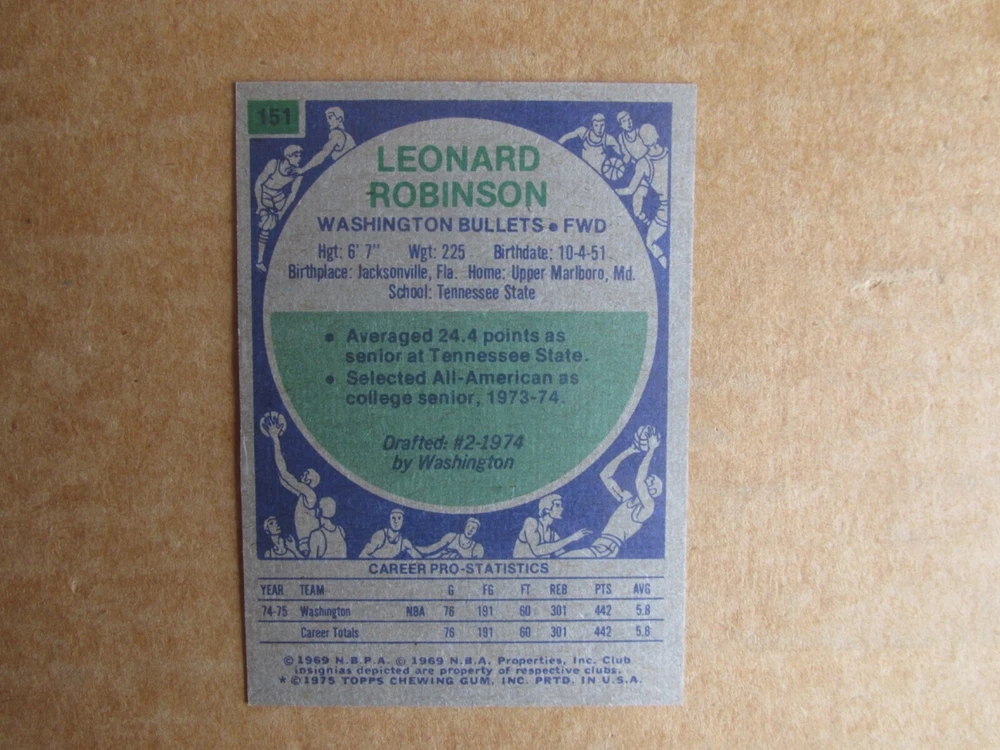 151
LEONARD
ROBINSON
WASHINGTON BULLETS • FWD
Hgt: 6' 7" Wgt: 225 Birthdate: 10-4-51
Birthplace: Jacksonville, Fla. Home: Upper Marlboro, Md.
School: Tennessee State
• Averaged 24.4 points as
senior at Tennessee State.
• Selected All-American as
college senior, 1973-74.
Drafted: #2-1974
by Washington
CAREER PRO-STATISTICS
YEAR TEAM G FG FT REB PTS AVG
74-75 Washington NBA 76 191 60 301 442 5.8
Career Totals 76 191 60 301 442 5.8
© 1969 N.B.P.A. © 1969 N.B.A. Properties, Inc. Club
insignias depicted are property of respective clubs.
* © 1975 TOPPS CHEWING GUM, INC. PRTD. IN U.S.A.